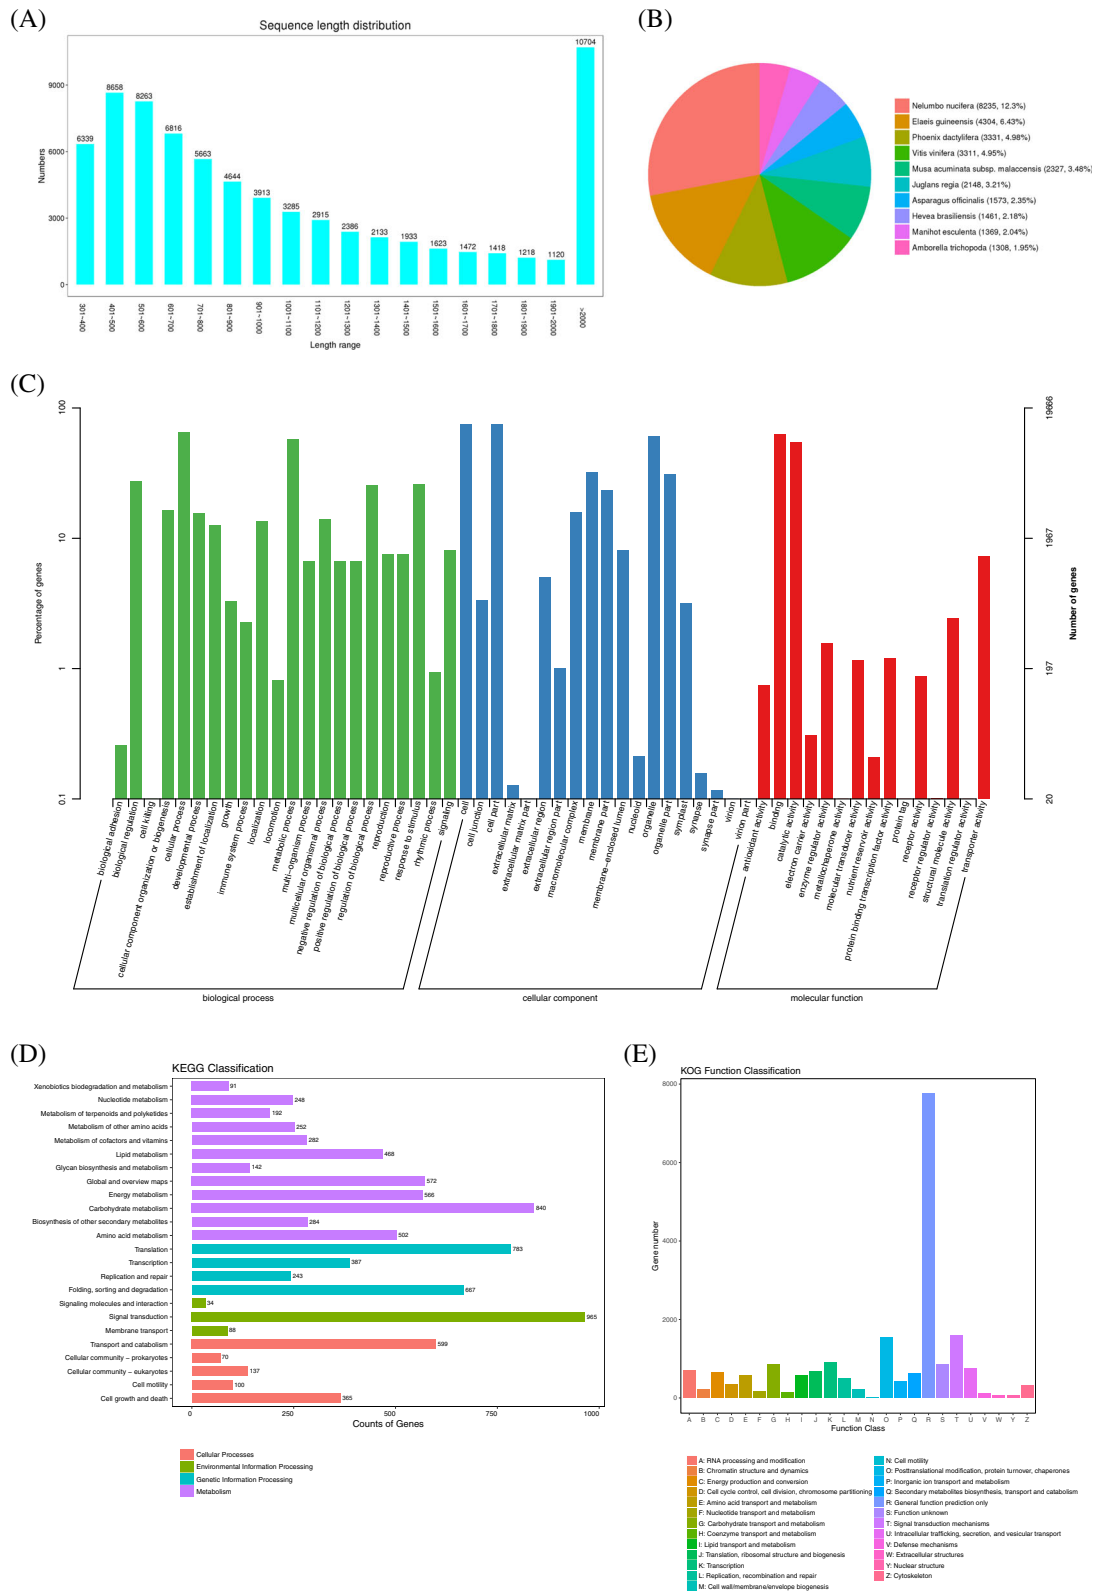 (A)
Sequence length distribution
Numbers
9000
6000
3000
0
6339
8658
8263
6816
5663
4644
3913
3285
2915
2386
2133
1933
1623
1472
1418
1218
1120
10704
301~400
401~500
501~600
601~700
701~800
801~900
901~1000
1001~1100
1101~1200
1201~1300
1301~1400
1401~1500
1501~1600
1601~1700
1701~1800
1801~1900
1901~2000
>2000
Length range
(B)
Nelumbo nucifera (8235, 12.3%)
Elaeis guineensis (4304, 6.43%)
Phoenix dactylifera (3331, 4.98%)
Vitis vinifera (3311, 4.95%)
Musa acuminata subsp. malaccensis (2327, 3.48%)
Juglans regia (2148, 3.21%)
Asparagus officinalis (1573, 2.35%)
Hevea brasiliensis (1461, 2.18%)
Manihot esculenta (1369, 2.04%)
Amborella trichopoda (1308, 1.95%)
(C)
Percentage of genes
100
10
1
0.1
Number of genes
19666
1967
197
20
biological adhesion
biological regulation
cell killing
cellular component organization or biogenesis
cellular process
developmental process
establishment of localization
growth
immune system process
localization
locomotion
metabolic process
multi-organism process
multicellular organismal process
negative regulation of biological process
positive regulation of biological process
regulation of biological process
reproduction
reproductive process
response to stimulus
rhythmic process
signaling
cell
cell junction
cell part
extracellular matrix
extracellular matrix part
extracellular region
extracellular region part
macromolecular complex
membrane
membrane part
membrane-enclosed lumen
nucleoid
organelle
organelle part
symplast
synapse
synapse part
virion
virion part
antioxidant activity
binding
catalytic activity
electron carrier activity
enzyme regulator activity
metallochaperone activity
molecular transducer activity
nutrient reservoir activity
protein binding transcription factor activity
protein tag
receptor activity
receptor regulator activity
structural molecule activity
translation regulator activity
transporter activity
biological process
cellular component
molecular function
(D)
KEGG Classification
Xenobiotics biodegradation and metabolism 91
Nucleotide metabolism 248
Metabolism of terpenoids and polyketides 192
Metabolism of other amino acids 252
Metabolism of cofactors and vitamins 282
Lipid metabolism 468
Glycan biosynthesis and metabolism 142
Global and overview maps 572
Energy metabolism 566
Carbohydrate metabolism 840
Biosynthesis of other secondary metabolites 284
Amino acid metabolism 502
Translation 783
Transcription 387
Replication and repair 243
Folding, sorting and degradation 667
Signaling molecules and interaction 34
Signal transduction 965
Membrane transport 88
Transport and catabolism 599
Cellular community − prokaryotes 70
Cellular community − eukaryotes 137
Cell motility 100
Cell growth and death 365
0 250 500 750 1000
Counts of Genes
Cellular Processes
Environmental Information Processing
Genetic Information Processing
Metabolism
(E)
KOG Function Classification
Gene number
8000
6000
4000
2000
0
A B C D E F G H I J K L M N O P Q R S T U V W Y Z
Function Class
A: RNA processing and modification
B: Chromatin structure and dynamics
C: Energy production and conversion
D: Cell cycle control, cell division, chromosome partitioning
E: Amino acid transport and metabolism
F: Nucleotide transport and metabolism
G: Carbohydrate transport and metabolism
H: Coenzyme transport and metabolism
I: Lipid transport and metabolism
J: Translation, ribosomal structure and biogenesis
K: Transcription
L: Replication, recombination and repair
M: Cell wall/membrane/envelope biogenesis
N: Cell motility
O: Posttranslational modification, protein turnover, chaperones
P: Inorganic ion transport and metabolism
Q: Secondary metabolites biosynthesis, transport and catabolism
R: General function prediction only
S: Function unknown
T: Signal transduction mechanisms
U: Intracellular trafficking, secretion, and vesicular transport
V: Defense mechanisms
W: Extracellular structures
Y: Nuclear structure
Z: Cytoskeleton